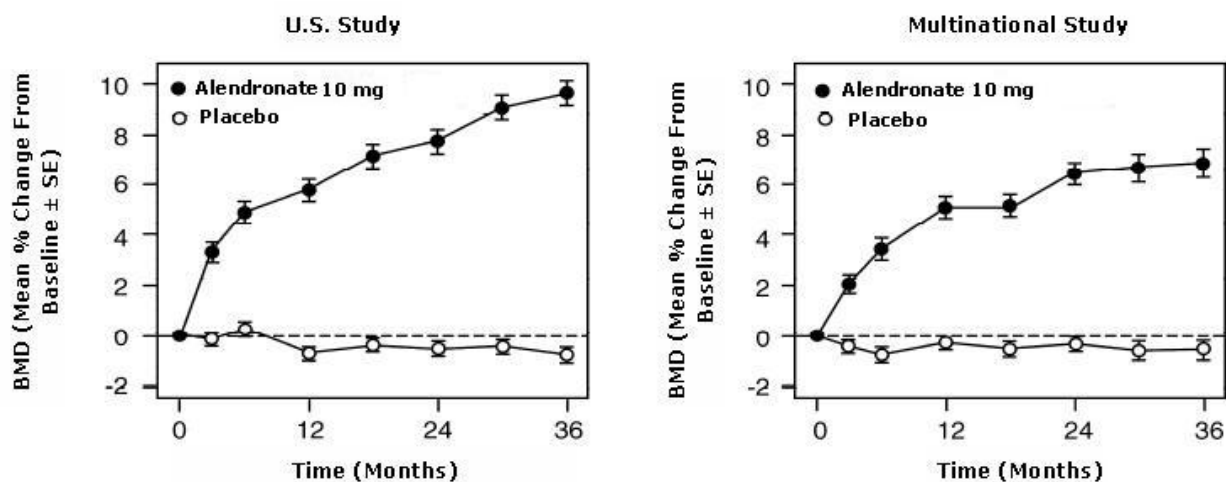 U.S. Study
BMD (Mean % Change From
Baseline ± SE)
10
8
6
4
2
0
-2
Alendronate 10 mg
Placebo
0
12
24
36
Time (Months)
Multinational Study
BMD (Mean % Change From
Baseline ± SE)
10
8
6
4
2
0
-2
Alendronate 10 mg
Placebo
0
12
24
36
Time (Months)